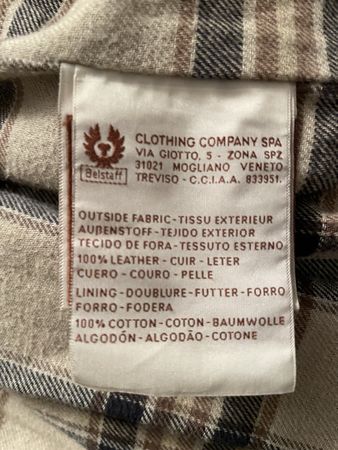 Belstaff
CLOTHING COMPANY SPA
VIA GIOTTO, 5 - ZONA SPZ
31021 MOGLIANO VENETO
TREVISO - C.C.I.A.A. 833951.
OUTSIDE FABRIC - TISSU EXTERIEUR
AUßENSTOFF - TEJIDO EXTERIOR
TECIDO DE FORA - TESSUTO ESTERNO
100% LEATHER - CUIR - LETER
CUERO - COURO - PELLE
LINING - DOUBLURE - FUTTER - FORRO
FORRO - FODERA
100% COTTON - COTON - BAUMWOLLE
ALGODÓN - ALGODÃO - COTONE